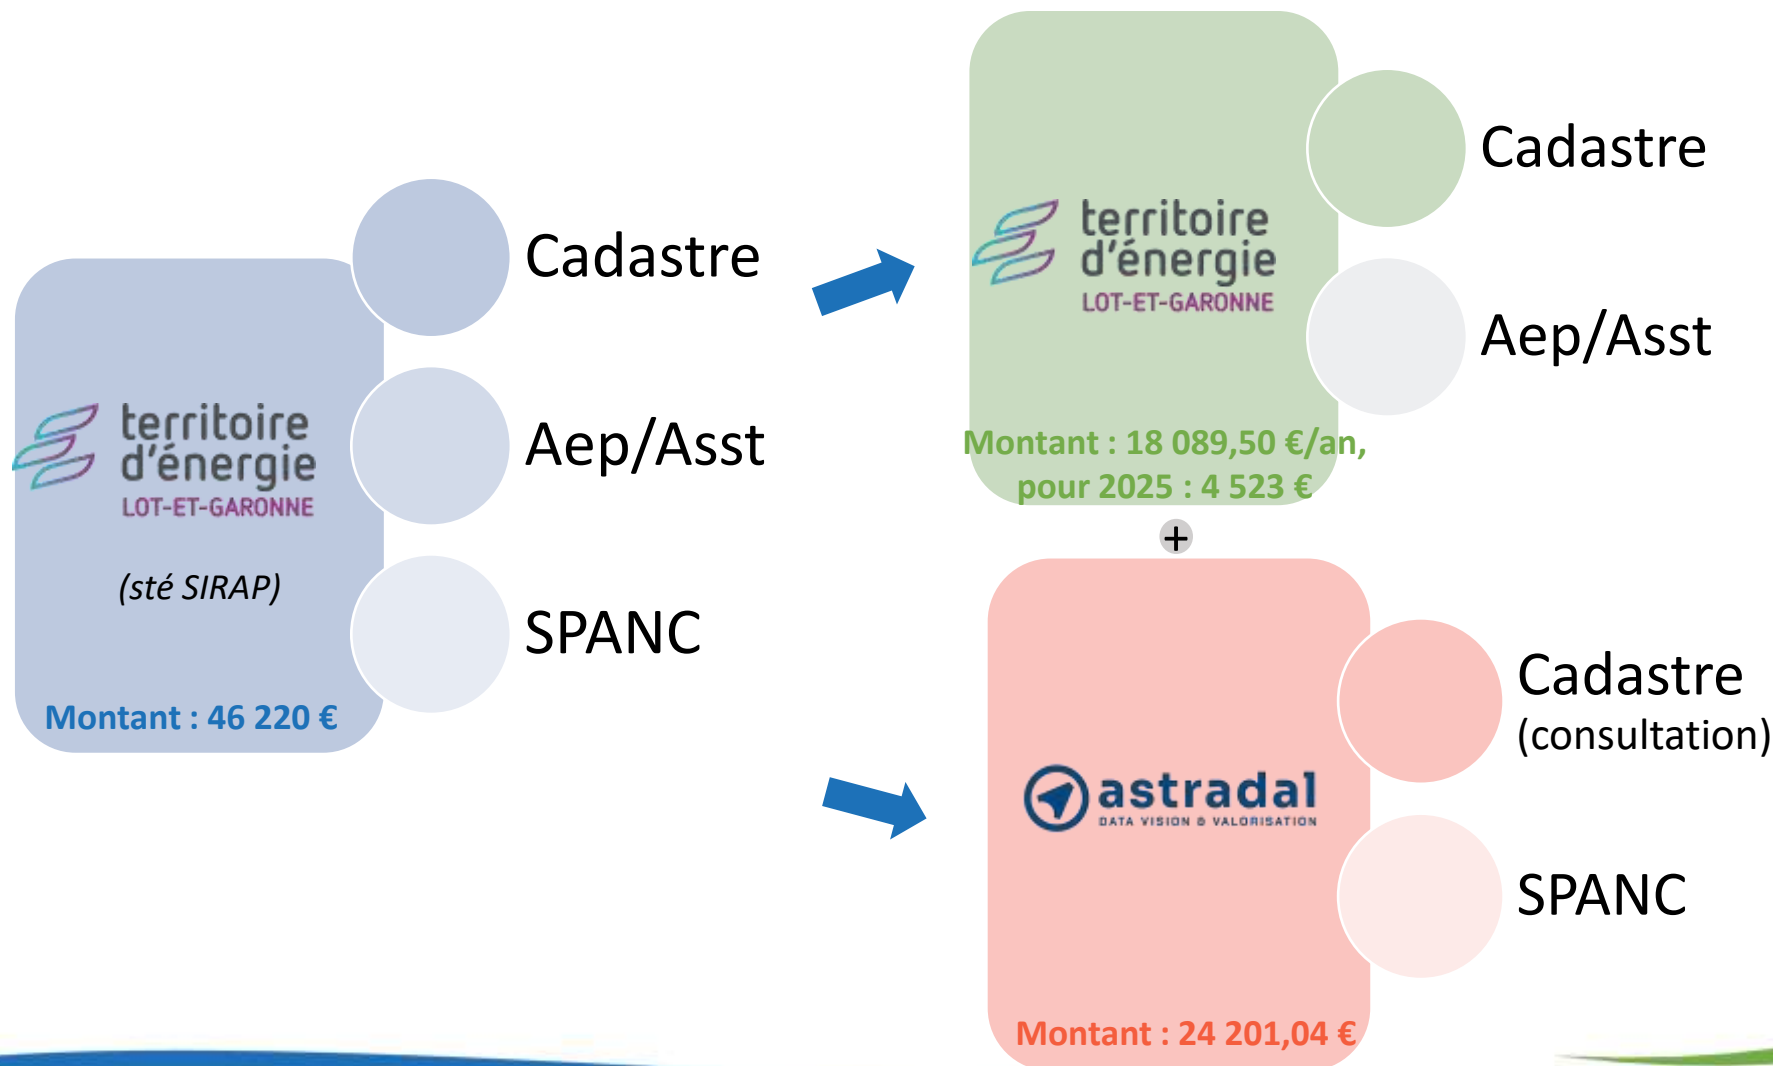 territoire
d'énergie
LOT-ET-GARONNE
(sté SIRAP)
Montant : 46 220 €
Cadastre
Aep/Asst
SPANC
territoire
d'énergie
LOT-ET-GARONNE
Montant : 18 089,50 €/an,
pour 2025 : 4 523 €
Cadastre
Aep/Asst
+
astradal
DATA VISION & VALORISATION
Montant : 24 201,04 €
Cadastre
(consultation)
SPANC